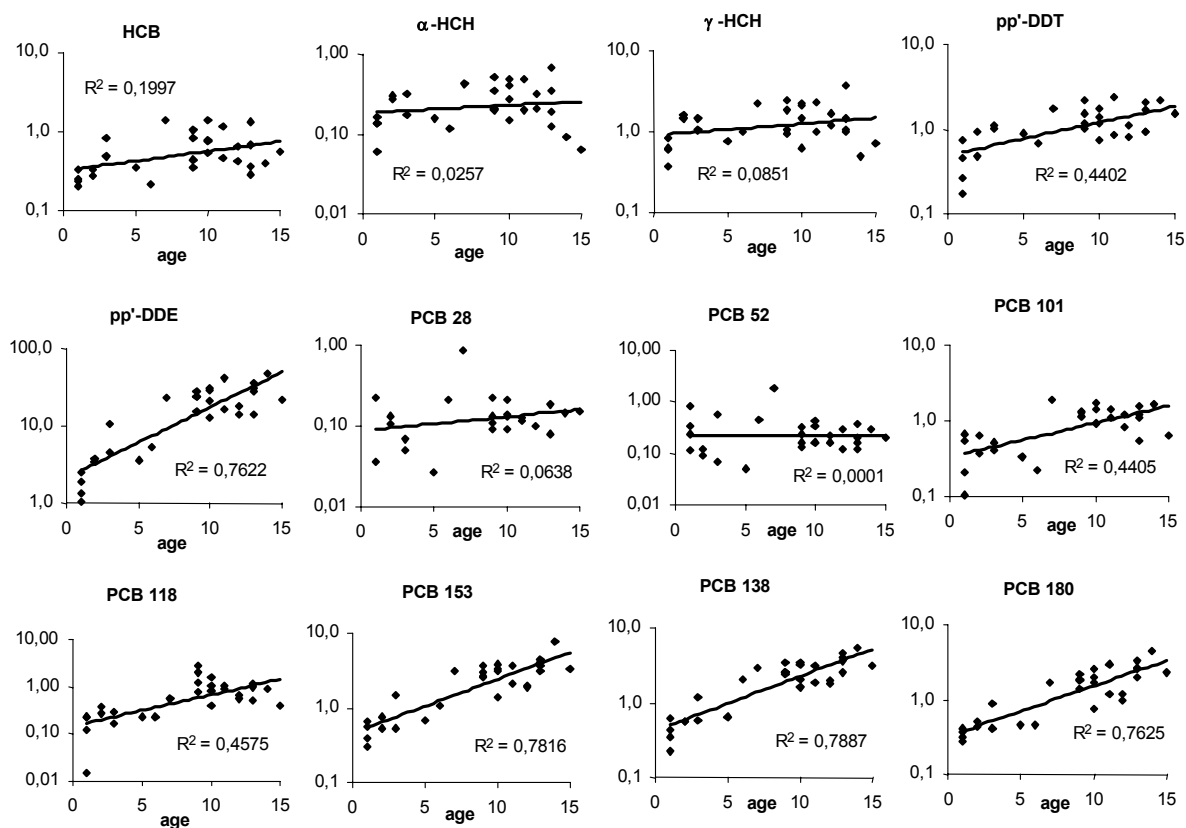 HCB
10,0
R² = 0,1997
1,0
0,1
0 5 10 15
age
α -HCH
1,00
0,10
R² = 0,0257
0,01
0 5 10 15
age
γ -HCH
10,0
1,0
R² = 0,0851
0,1
0 5 10 15
age
pp'-DDT
10,0
1,0
R² = 0,4402
0,1
0 5 10 15
age
pp'-DDE
100,0
10,0
R² = 0,7622
1,0
0 5 10 15
age
PCB 28
1,00
0,10
R² = 0,0638
0,01
0 5 10 15
age
PCB 52
10,00
1,00
0,10
R² = 0,0001
0,01
0 5 10 15
age
PCB 101
10,0
1,0
R² = 0,4405
0,1
0 5 10 15
age
PCB 118
10,00
1,00
0,10
R² = 0,4575
0,01
0 5 10 15
age
PCB 153
10,0
1,0
R² = 0,7816
0,1
0 5 10 15
age
PCB 138
10,0
1,0
R² = 0,7887
0,1
0 5 10 15
age
PCB 180
10,0
1,0
R² = 0,7625
0,1
0 5 10 15
age